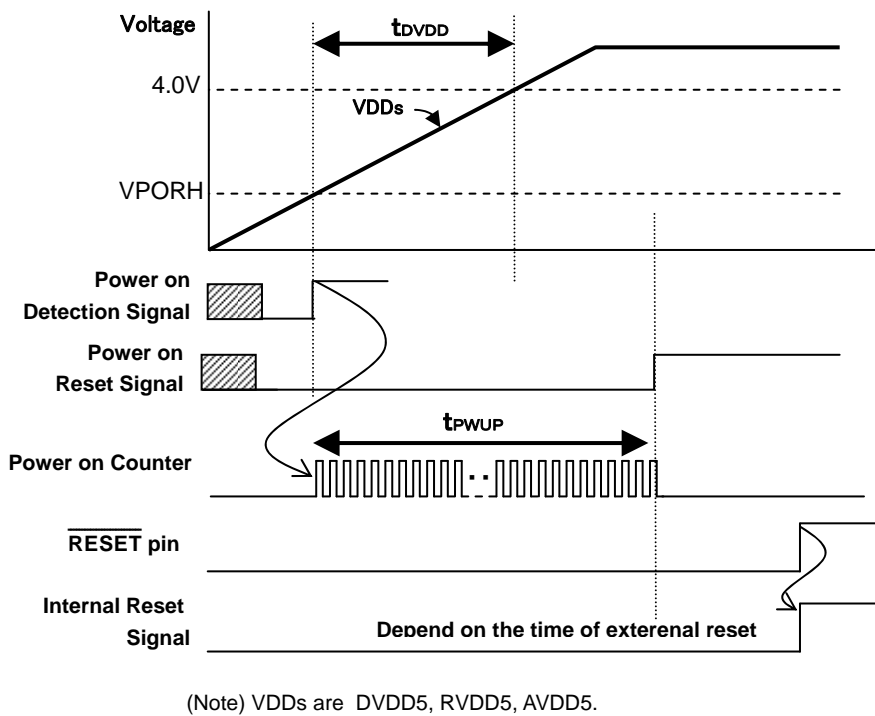 Voltage
tDVDD
4.0V
VDDs
VPORH
Power on
Detection Signal
Power on
Reset Signal
tPWUP
Power on Counter
RESET pin
Internal Reset
Signal
Depend on the time of exterenal reset
(Note) VDDs are DVDD5, RVDD5, AVDD5.